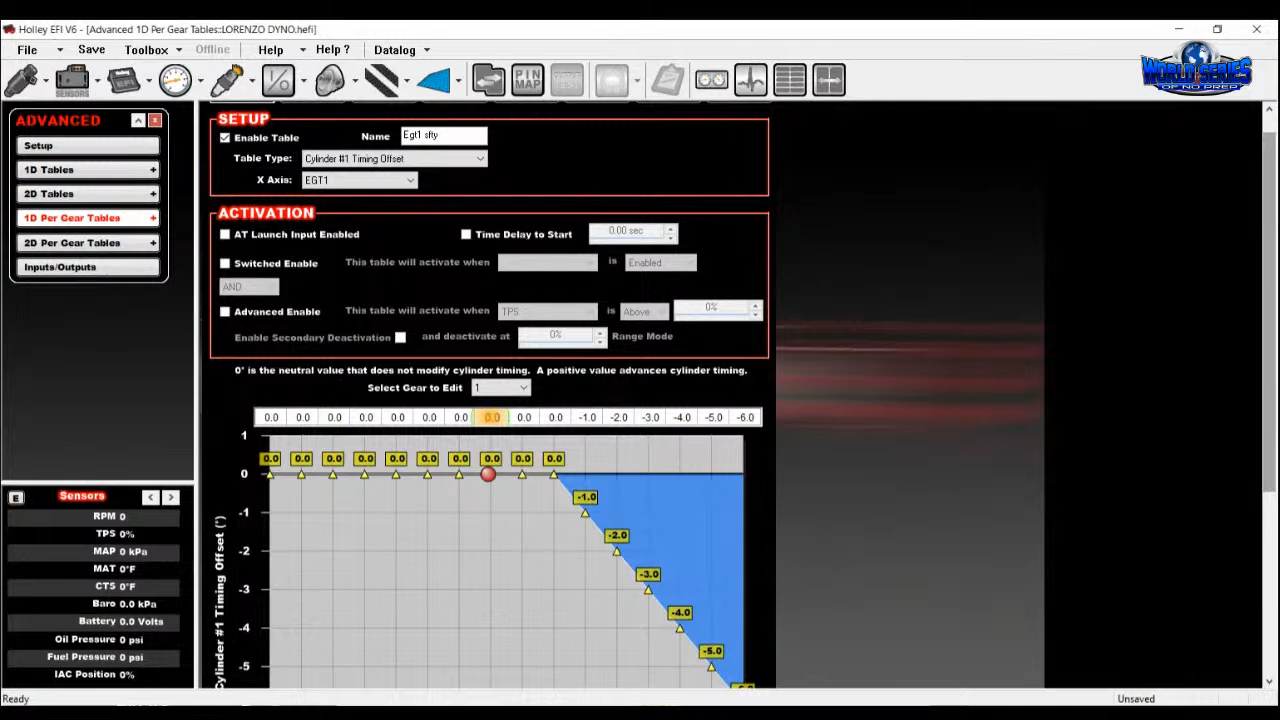 Holley EFI V6 - [Advanced 1D Per Gear Tables::LORENZO DYNO.hefi]
File Save Toolbox Offline Help Help ? Datalog
SENSORS
I/O
PIN MAP
WORLD SERIES
OF NO PREP
ADVANCED
Setup
1D Tables +
2D Tables +
1D Per Gear Tables +
2D Per Gear Tables +
Inputs/Outputs
SETUP
Enable Table Name Egt1 sfty
Table Type: Cylinder #1 Timing Offset
X Axis: EGT1
ACTIVATION
AT Launch Input Enabled Time Delay to Start 0.00 sec
Switched Enable This table will activate when is Enabled
AND
Advanced Enable This table will activate when TPS is Above 0%
Enable Secondary Deactivation and deactivate at 0% Range Mode
0° is the neutral value that does not modify cylinder timing. A positive value advances cylinder timing.
Select Gear to Edit 1
0.0 0.0 0.0 0.0 0.0 0.0 0.0 0.0 0.0 0.0 -1.0 -2.0 -3.0 -4.0 -5.0 -6.0
1
0.0 0.0 0.0 0.0 0.0 0.0 0.0 0.0 0.0 0.0
0
-1.0
-1
-2.0
-2
-3.0
-3
-4.0
-4
-5.0
-5
Cylinder #1 Timing Offset (°)
E Sensors < >
RPM 0
TPS 0%
MAP 0 kPa
MAT 0°F
CTS 0°F
Baro 0.0 kPa
Battery 0.0 Volts
Oil Pressure 0 psi
Fuel Pressure 0 psi
IAC Position 0%
Ready Unsaved